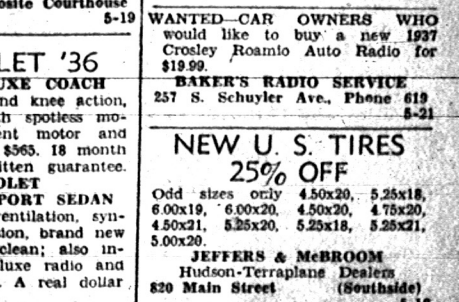 posite Courthouse
5-19
LET '36
UXE COACH
nd knee action,
h spotless mo-
ent motor and
$565. 18 month
itten guarantee.
OLET
PORT SEDAN
entilation, syn-
ion, brand new
clean; also in-
luxe radio and
A real dollar
WANTED—CAR OWNERS WHO
would like to buy a new 1937
Crosley Roamio Auto Radio for
$19.99.
BAKER'S RADIO SERVICE
257 S. Schuyler Ave., Phone 619
5-21
NEW U. S. TIRES
25% OFF
Odd sizes only 4.50x20, 5.25x18,
6.00x19, 6.00x20, 4.50x20, 4.75x20,
4.50x21, 5.25x20, 5.25x18, 5.25x21,
5.00x20.
JEFFERS & McBROOM
Hudson-Terraplane Dealers
820 Main Street (Southside)